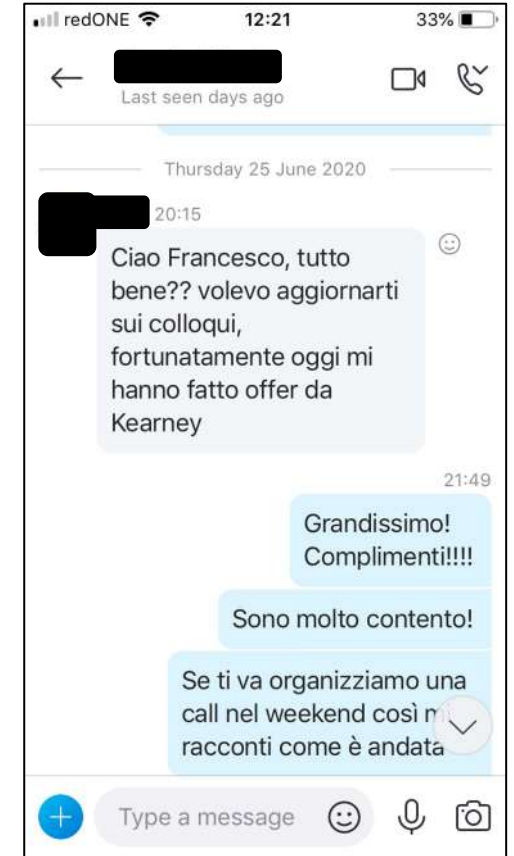 redONE 12:21 33%
Last seen days ago
Thursday 25 June 2020
20:15
Ciao Francesco, tutto
bene?? volevo aggiornarti
sui colloqui,
fortunatamente oggi mi
hanno fatto offer da
Kearney
21:49
Grandissimo!
Complimenti!!!!
Sono molto contento!
Se ti va organizziamo una
call nel weekend così mi
racconti come è andata
Type a message